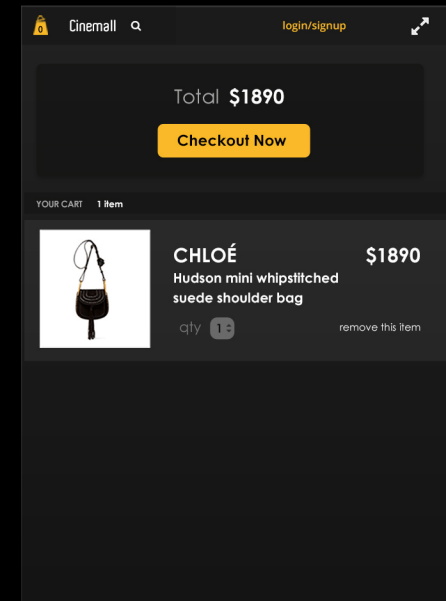 0 Cinemall login/signup
Total $1890
Checkout Now
YOUR CART 1 item
CHLOÉ $1890
Hudson mini whipstitched
suede shoulder bag
qty 1 remove this item